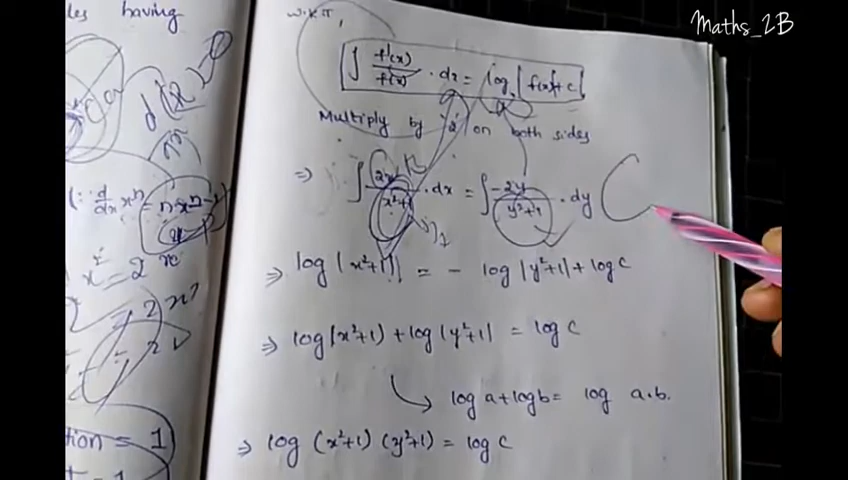 Maths_2B
les having
W.K.T,
∫ f'(x)/f(x) · dx = log | f(x)+c |
Multiply by '2' on both sides
⇒ ∫ 2x/x²+1 · dx = ∫ -2y/y²+1 · dy
⇒ log |x²+1| = - log |y²+1| + log c
⇒ log |x²+1) + log |y²+1| = log c
log a + log b = log a.b.
⇒ log (x²+1) (y²+1) = log c
(∵ d/dx xⁿ = n·xⁿ⁻¹)
tion = 1